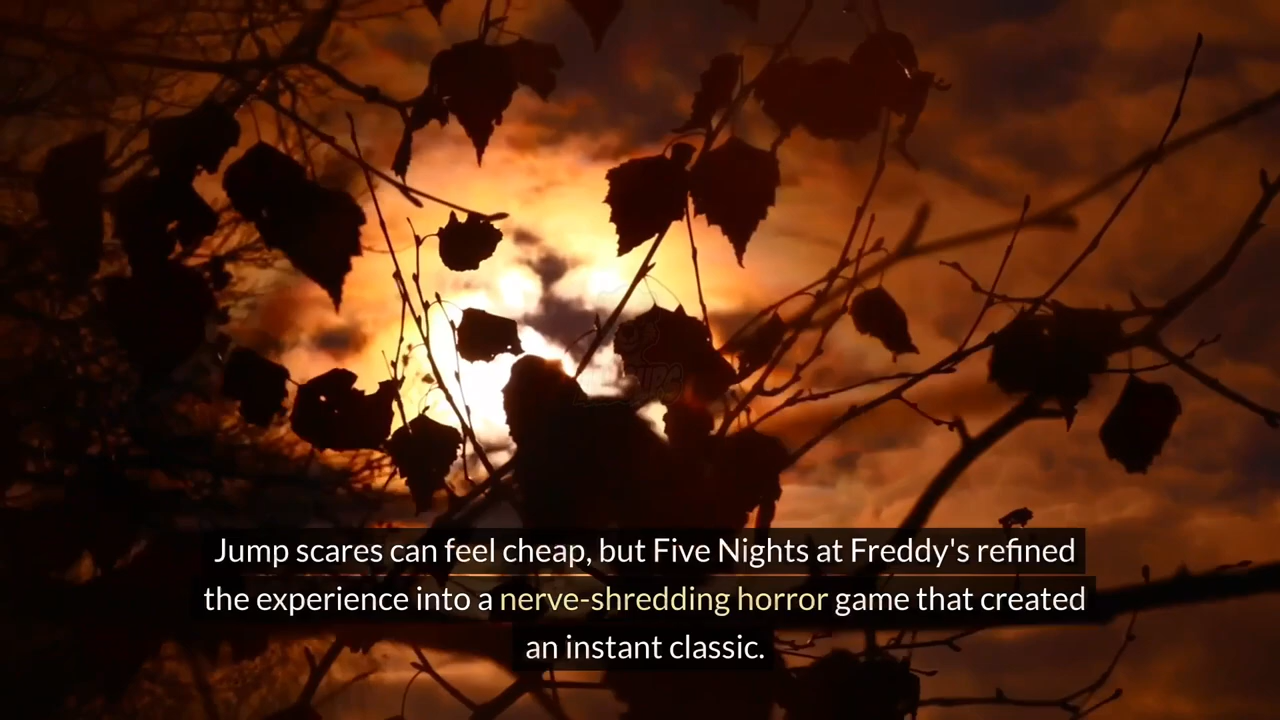 Jump scares can feel cheap, but Five Nights at Freddy's refined
the experience into a nerve-shredding horror game that created
an instant classic.